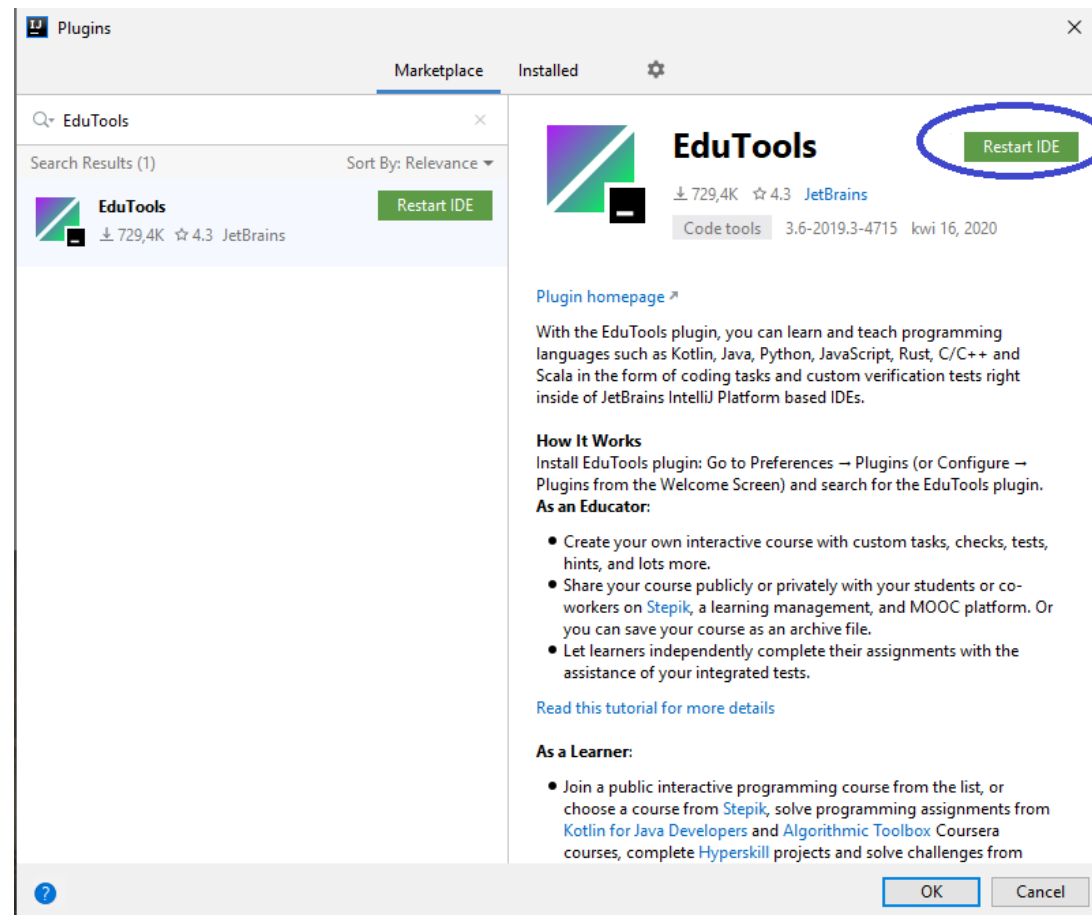 Plugins
Marketplace Installed
EduTools
Search Results (1) Sort By: Relevance
EduTools
Restart IDE
729,4K 4.3 JetBrains
EduTools
Restart IDE
729,4K 4.3 JetBrains
Code tools 3.6-2019.3-4715 kwi 16, 2020
Plugin homepage
With the EduTools plugin, you can learn and teach programming
languages such as Kotlin, Java, Python, JavaScript, Rust, C/C++ and
Scala in the form of coding tasks and custom verification tests right
inside of JetBrains IntelliJ Platform based IDEs.
How It Works
Install EduTools plugin: Go to Preferences → Plugins (or Configure →
Plugins from the Welcome Screen) and search for the EduTools plugin.
As an Educator:
• Create your own interactive course with custom tasks, checks, tests,
hints, and lots more.
• Share your course publicly or privately with your students or co-
workers on Stepik, a learning management, and MOOC platform. Or
you can save your course as an archive file.
• Let learners independently complete their assignments with the
assistance of your integrated tests.
Read this tutorial for more details
As a Learner:
• Join a public interactive programming course from the list, or
choose a course from Stepik, solve programming assignments from
Kotlin for Java Developers and Algorithmic Toolbox Coursera
courses, complete Hyperskill projects and solve challenges from
? OK Cancel